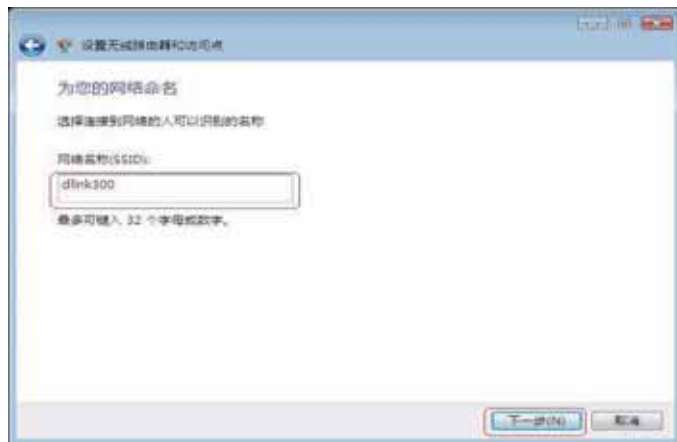 设置无线路由器和访问点
为您的网络命名
选择连接到网络的人可以识别的名称
网络名称(SSID):
dlink300
最多可键入 32 个字母或数字。
下一步(N)
取消